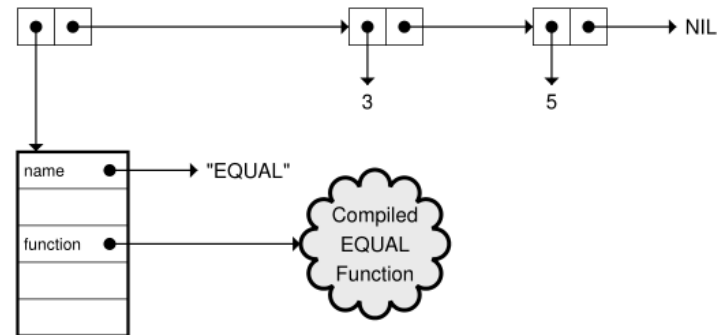 NIL
3
5
name
"EQUAL"
function
Compiled
EQUAL
Function